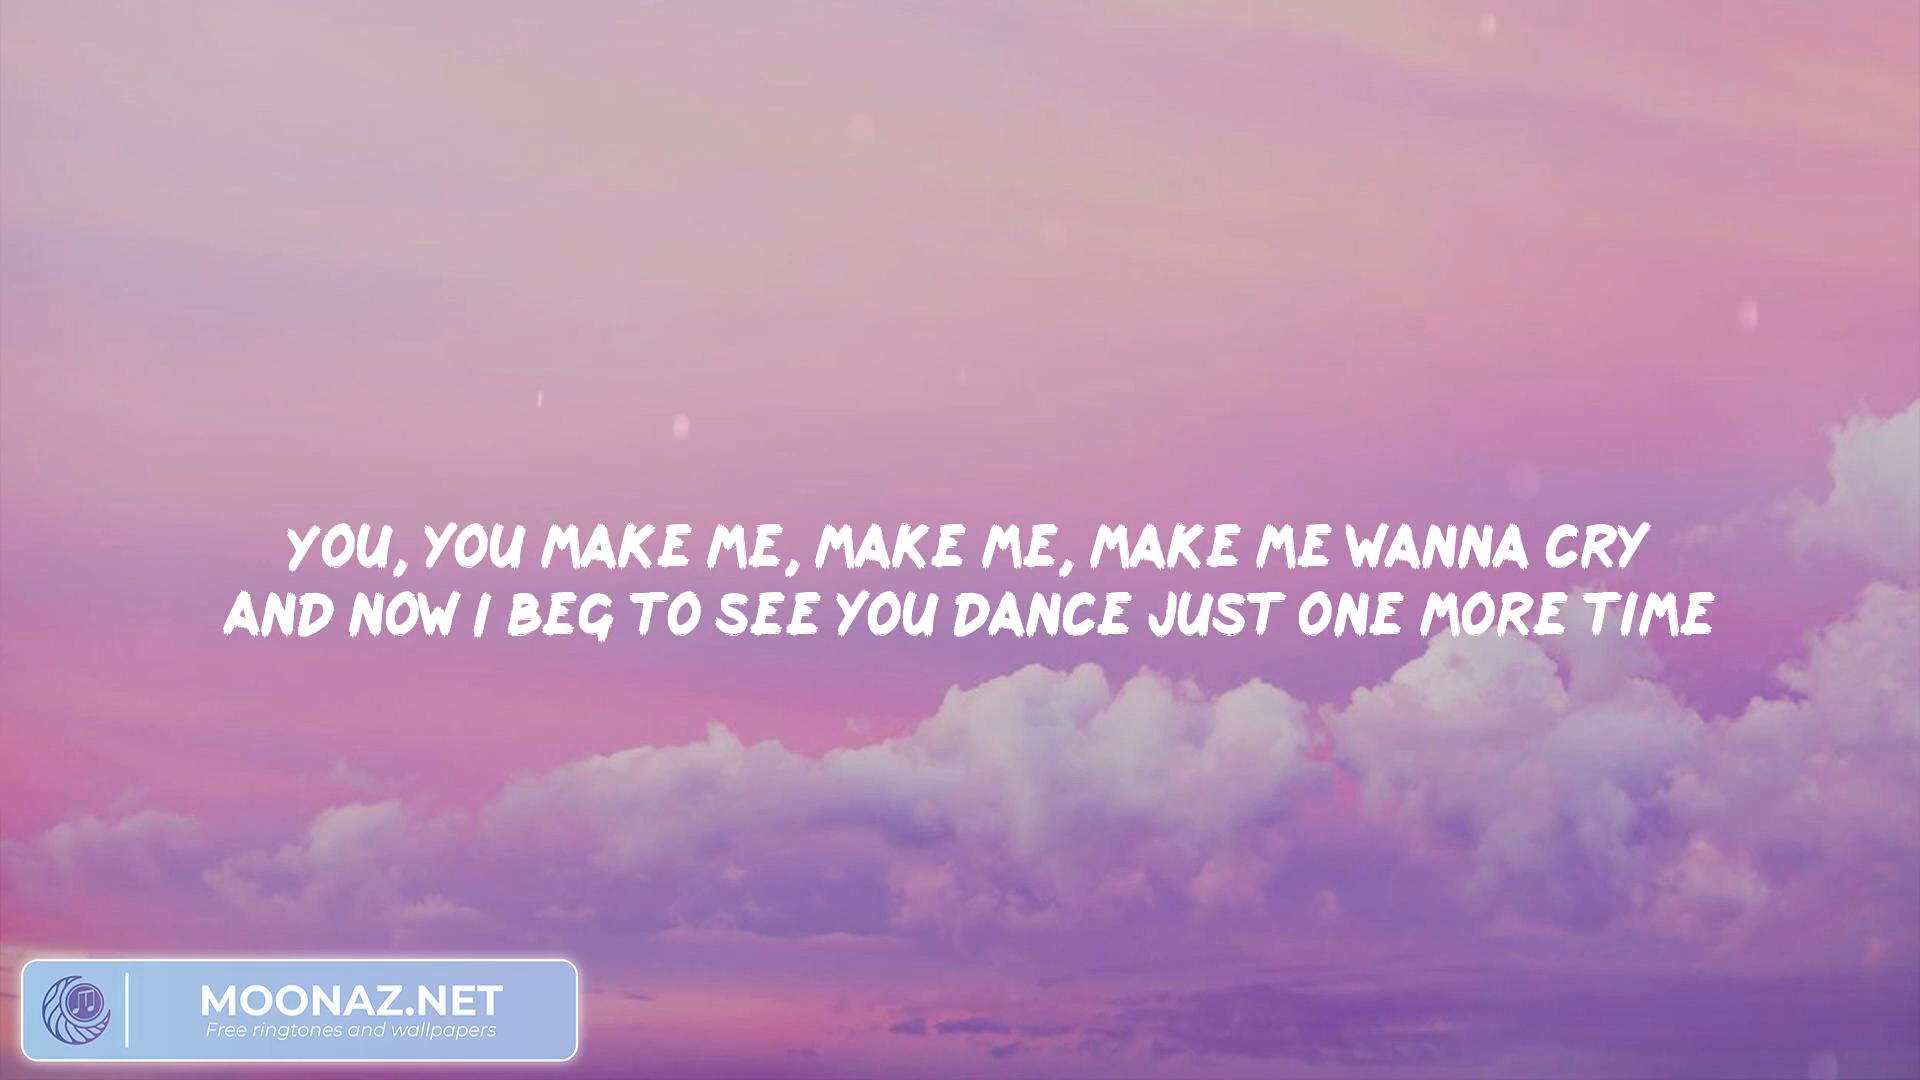 YOU, YOU MAKE ME, MAKE ME, MAKE ME WANNA CRY
AND NOW I BEG TO SEE YOU DANCE JUST ONE MORE TIME
MOONAZ.NET
Free ringtones and wallpapers